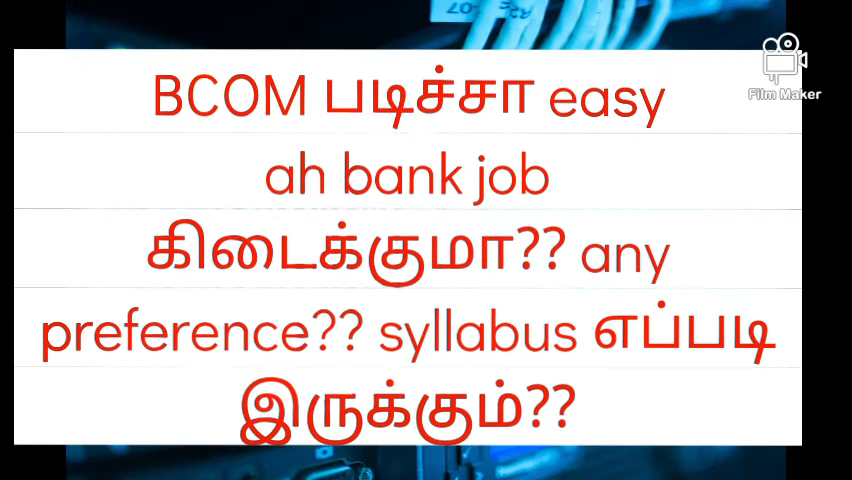 BCOM படிச்சா easy
ah bank job
கிடைக்குமா?? any
preference?? syllabus எப்படி
இருக்கும்??
Film Maker